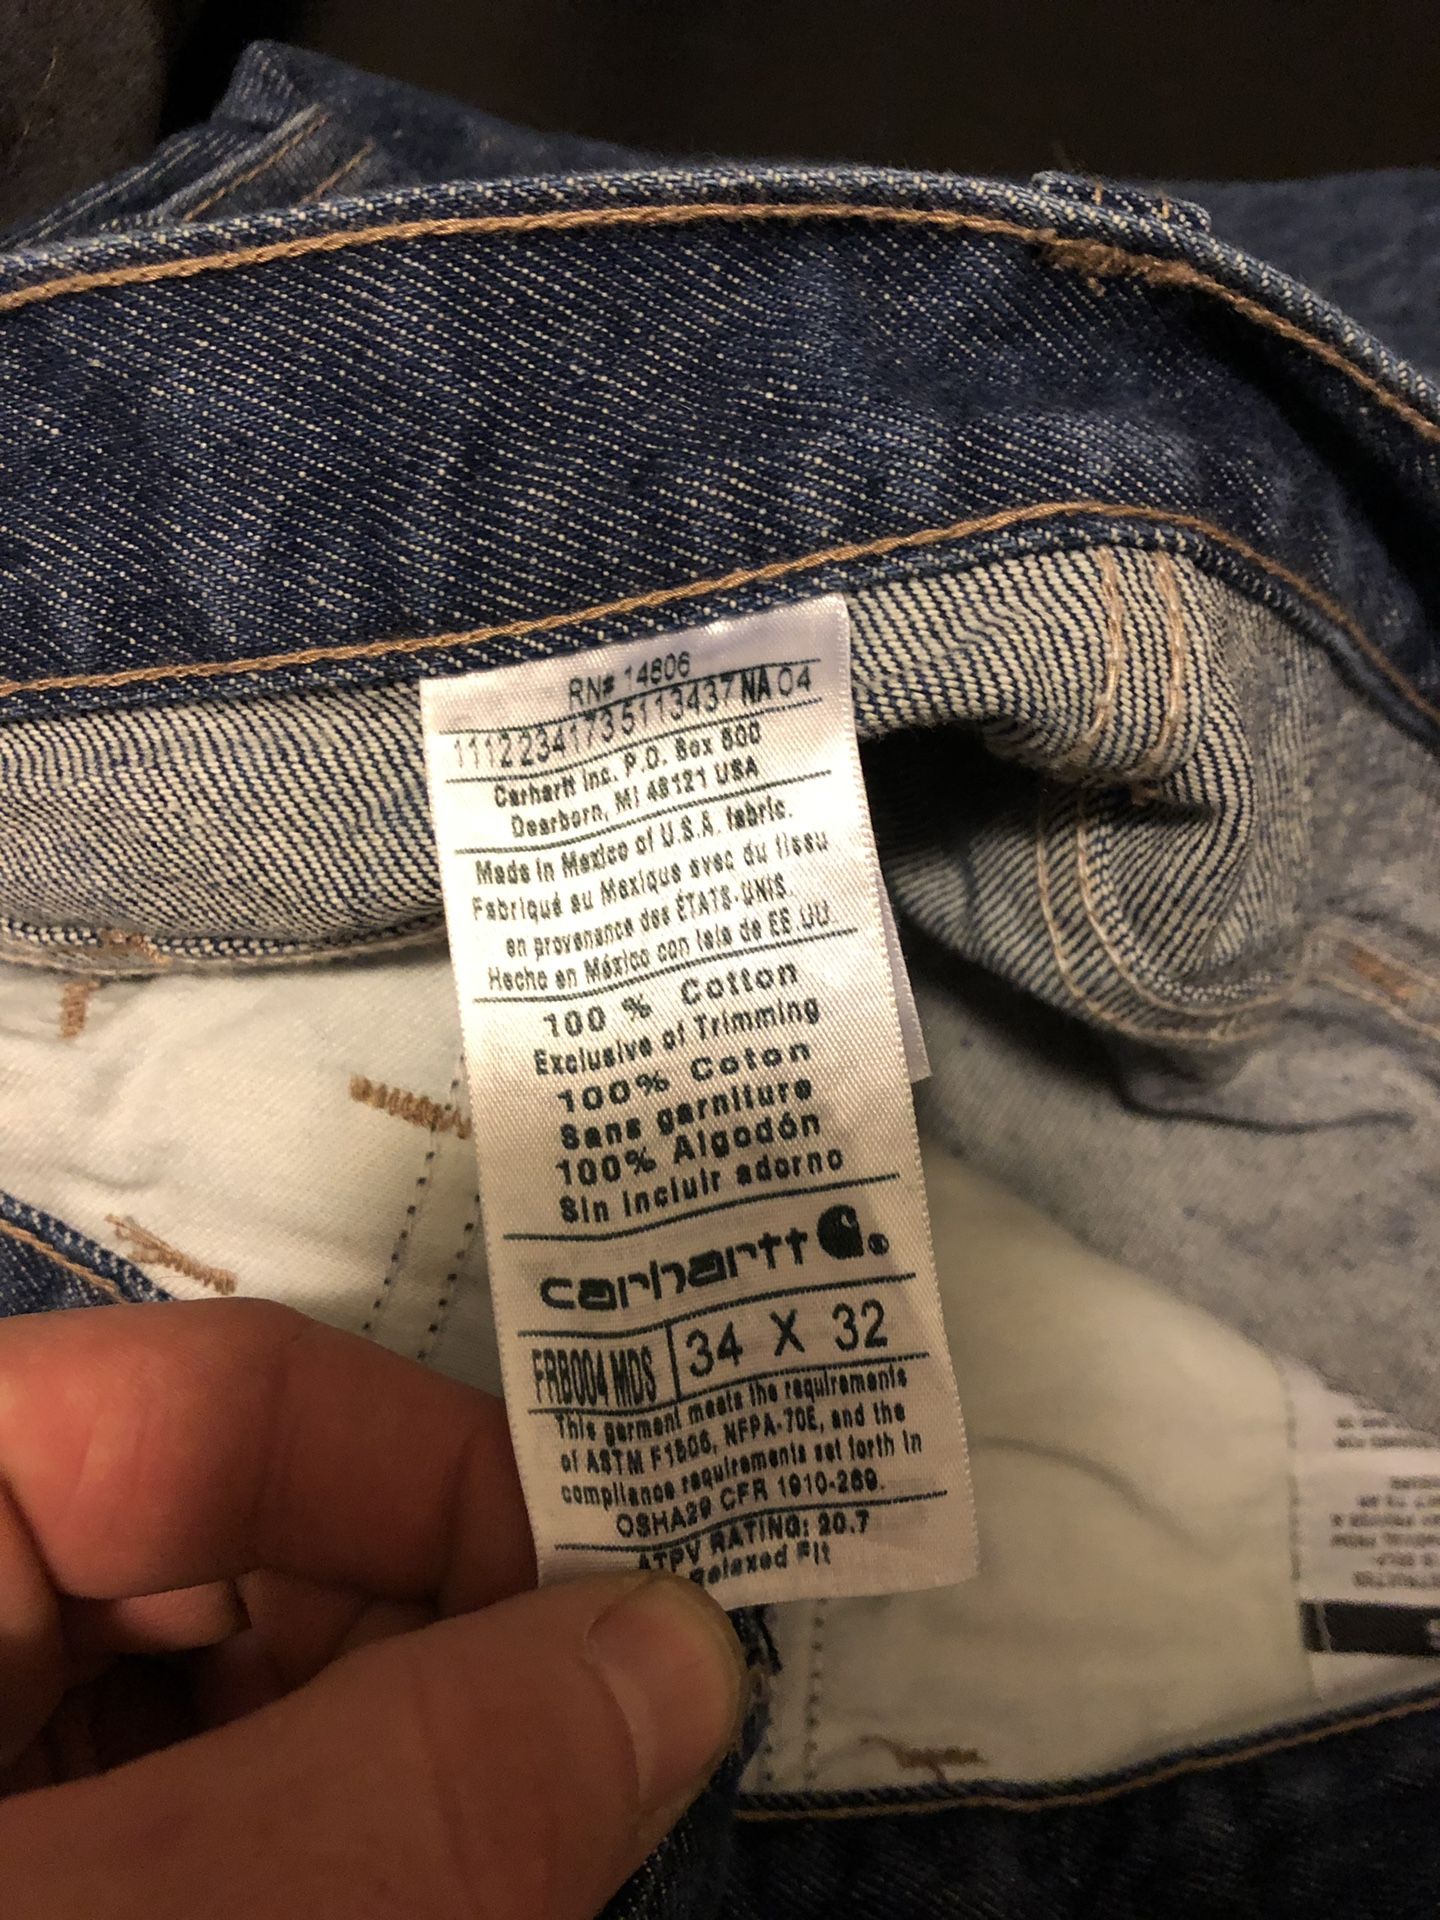 RN# 14806
11122341735113437 NA 04
Carhartt Inc. P.O. Box 600
Dearborn, MI 48121 USA
Made in Mexico of U.S.A. fabric.
Fabriqué au Mexique avec du tissu
en provenance des ÉTATS-UNIS.
Hecho en México con tela de EE.UU.
100 % Cotton
Exclusive of Trimming
100% Coton
Sans garniture
100% Algodón
Sin incluir adorno
carhartt ®
FRB004 MDS 34 X 32
This garment meets the requirements
of ASTM F1506, NFPA-70E, and the
compliance requirements set forth in
OSHA29 CFR 1910-269.
ATPV RATING: 20.7
Relaxed Fit